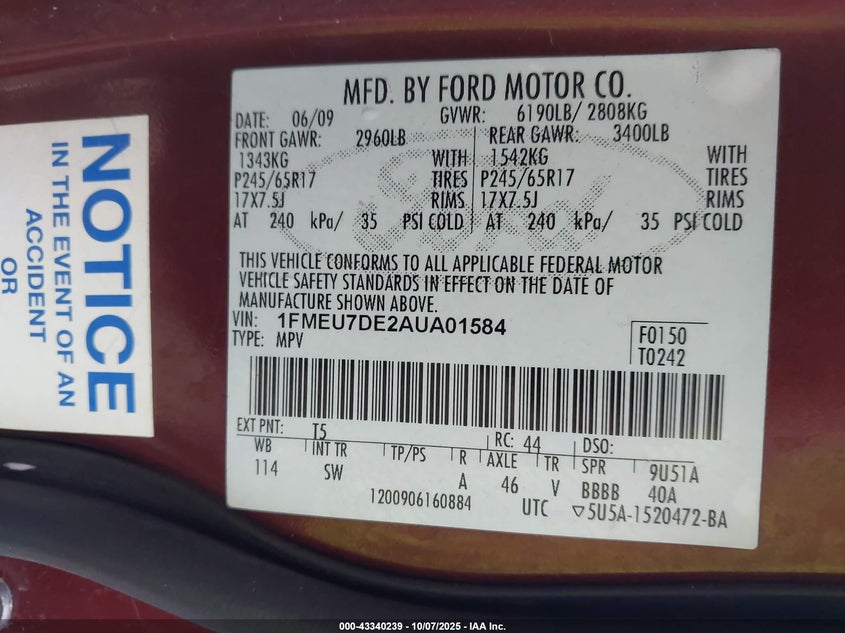 NOTICE
IN THE EVENT OF AN
ACCIDENT
OR
MFD. BY FORD MOTOR CO.
DATE: 06/09 GVWR: 6190LB/ 2808KG
FRONT GAWR: 2960LB REAR GAWR: 3400LB
1343KG WITH 1542KG WITH
P245/65R17 TIRES P245/65R17 TIRES
17X7.5J RIMS 17X7.5J RIMS
AT 240 kPa/ 35 PSI COLD AT 240 kPa/ 35 PSI COLD
Ford
THIS VEHICLE CONFORMS TO ALL APPLICABLE FEDERAL MOTOR
VEHICLE SAFETY STANDARDS IN EFFECT ON THE DATE OF
MANUFACTURE SHOWN ABOVE.
VIN: 1FMEU7DE2AUA01584
TYPE: MPV
F0150
T0242
EXT PNT: T5 RC: 44 DSO:
WB INT TR TP/PS R AXLE TR SPR 9U51A
114 SW A 46 V BBBB 40A
1200906160884 UTC ▽5U5A-1520472-BA
000-43340239 | 10/07/2025 | IAA Inc.